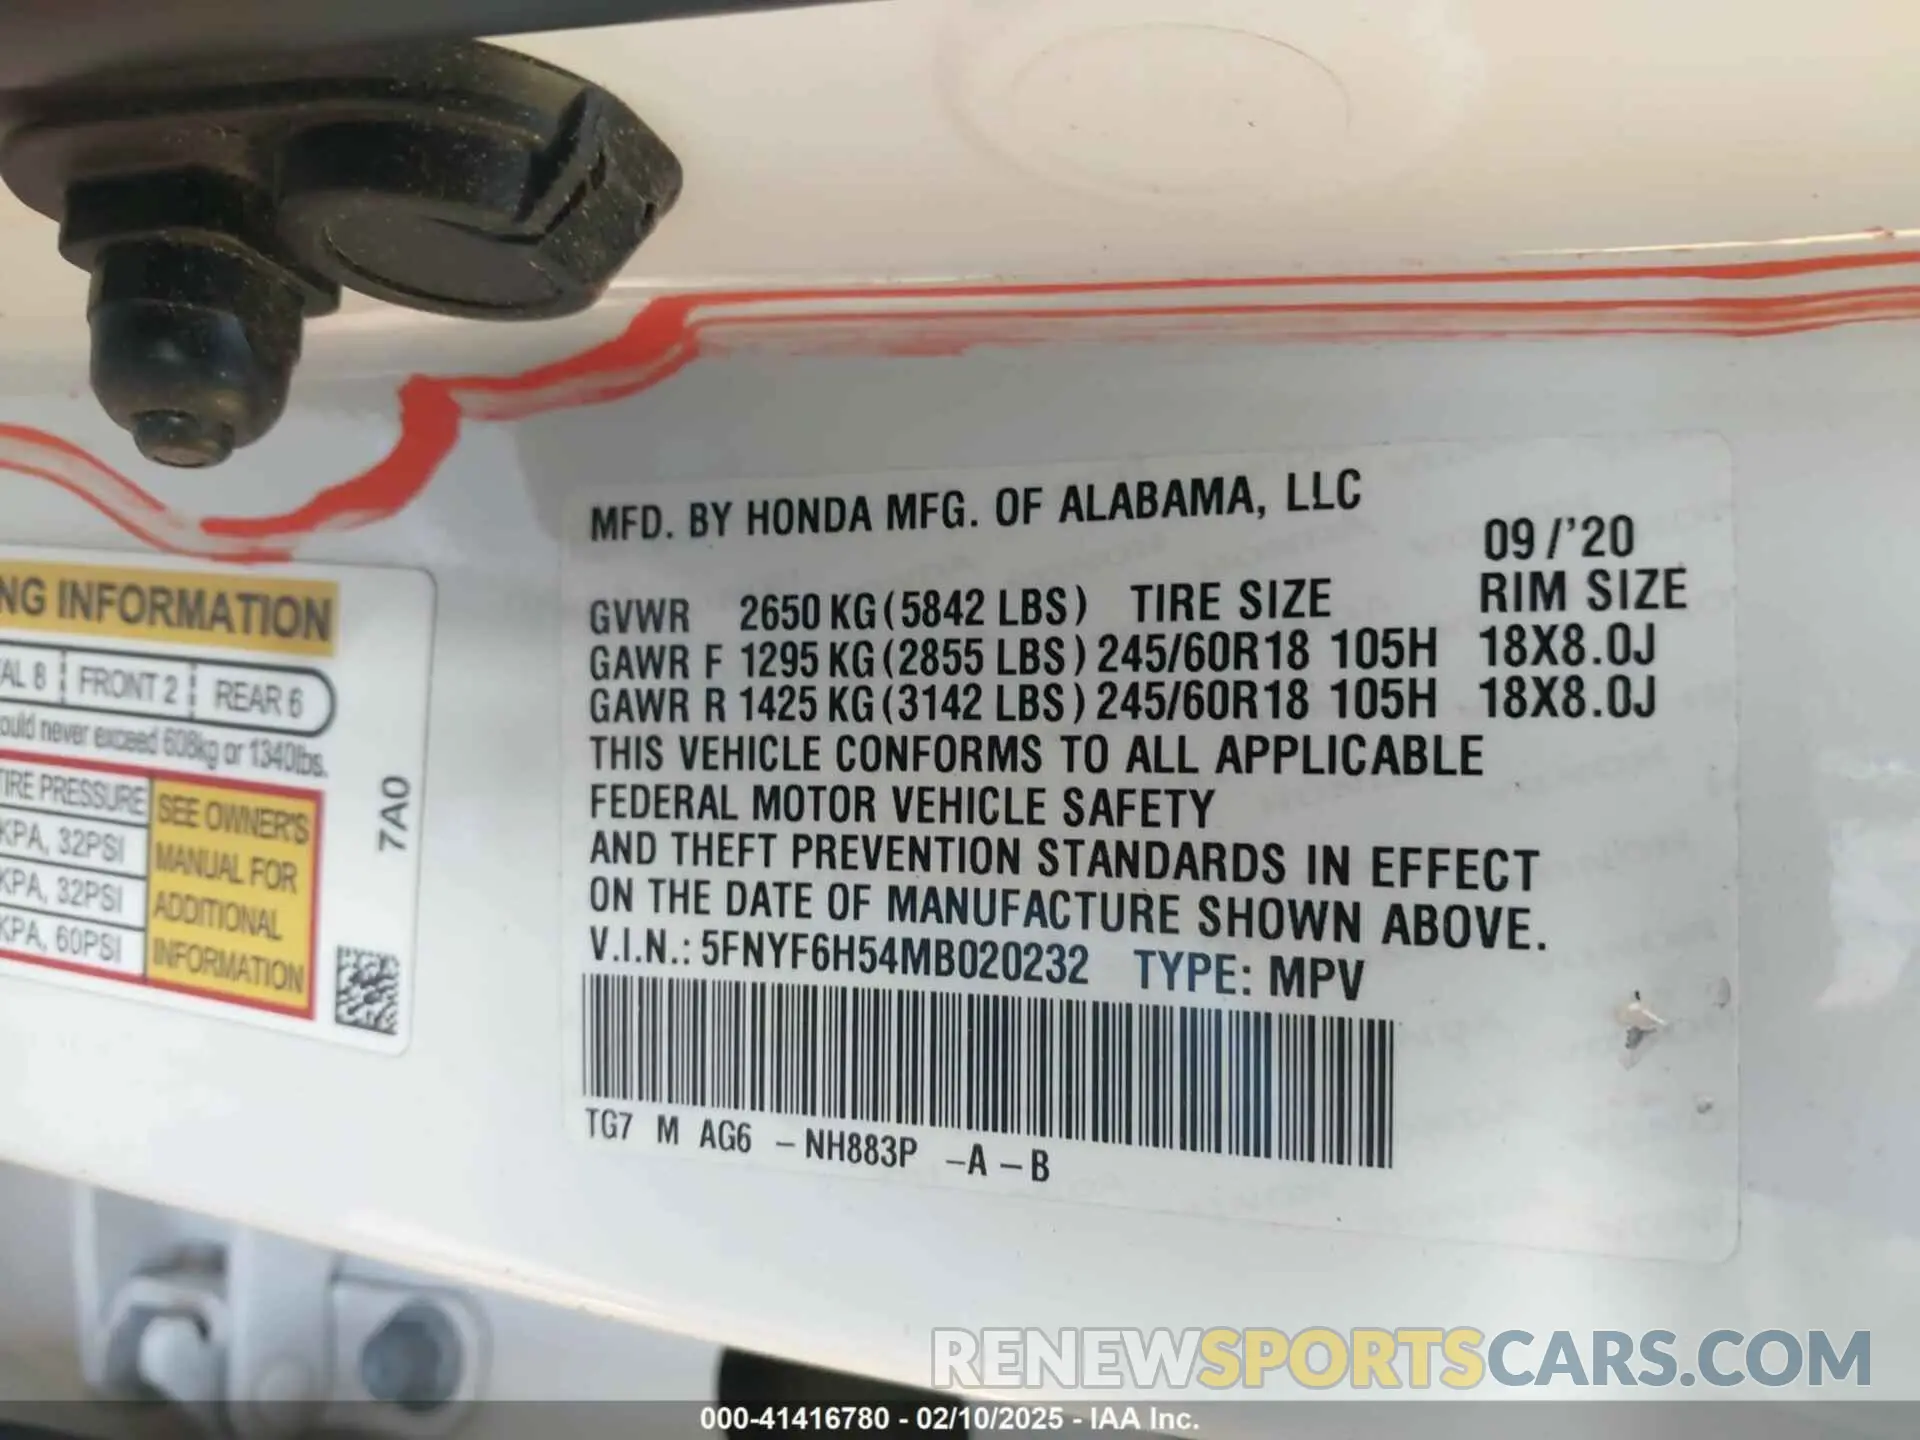 MFD. BY HONDA MFG. OF ALABAMA, LLC
09/'20
GVWR 2650 KG (5842 LBS) TIRE SIZE RIM SIZE
GAWR F 1295 KG (2855 LBS) 245/60R18 105H 18X8.0J
GAWR R 1425 KG (3142 LBS) 245/60R18 105H 18X8.0J
THIS VEHICLE CONFORMS TO ALL APPLICABLE
FEDERAL MOTOR VEHICLE SAFETY
AND THEFT PREVENTION STANDARDS IN EFFECT
ON THE DATE OF MANUFACTURE SHOWN ABOVE.
V.I.N.: 5FNYF6H54MB020232 TYPE: MPV
TG7 M AG6 - NH883P - A - B
NG INFORMATION
AL 8 FRONT 2 REAR 6
ould never exceed 608kg or 1340lbs.
TIRE PRESSURE
KPA, 32PSI
KPA, 32PSI
KPA, 60PSI
SEE OWNER'S
MANUAL FOR
ADDITIONAL
INFORMATION
7A0
RENEWSPORTSCARS.COM
000-41416780 - 02/10/2025 - IAA Inc.